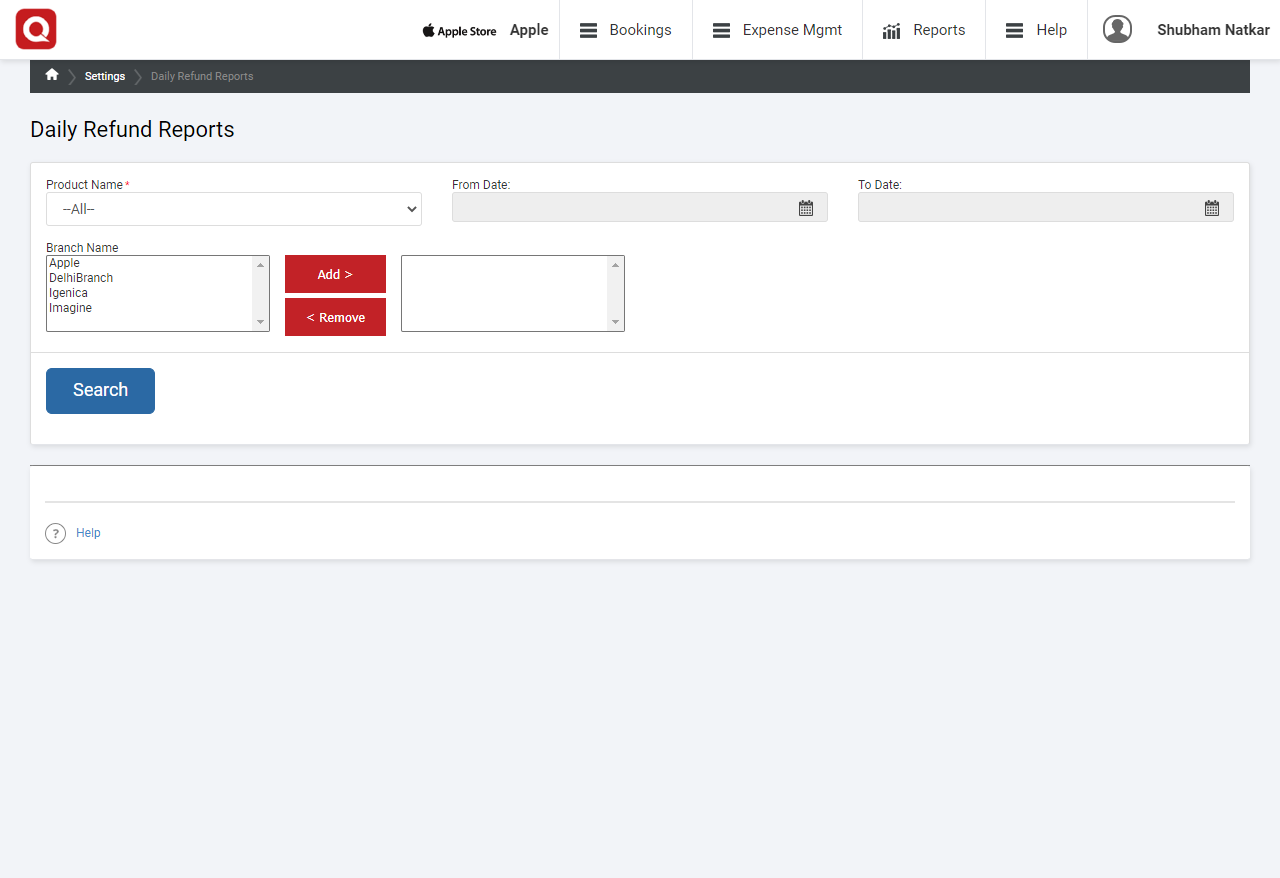 Apple Store Apple Bookings Expense Mgmt Reports Help Shubham Natkar
Settings Daily Refund Reports
Daily Refund Reports
Product Name * From Date: To Date:
--All--
Branch Name
Apple
DelhiBranch
Igenica
Imagine
Add >
< Remove
Search
? Help